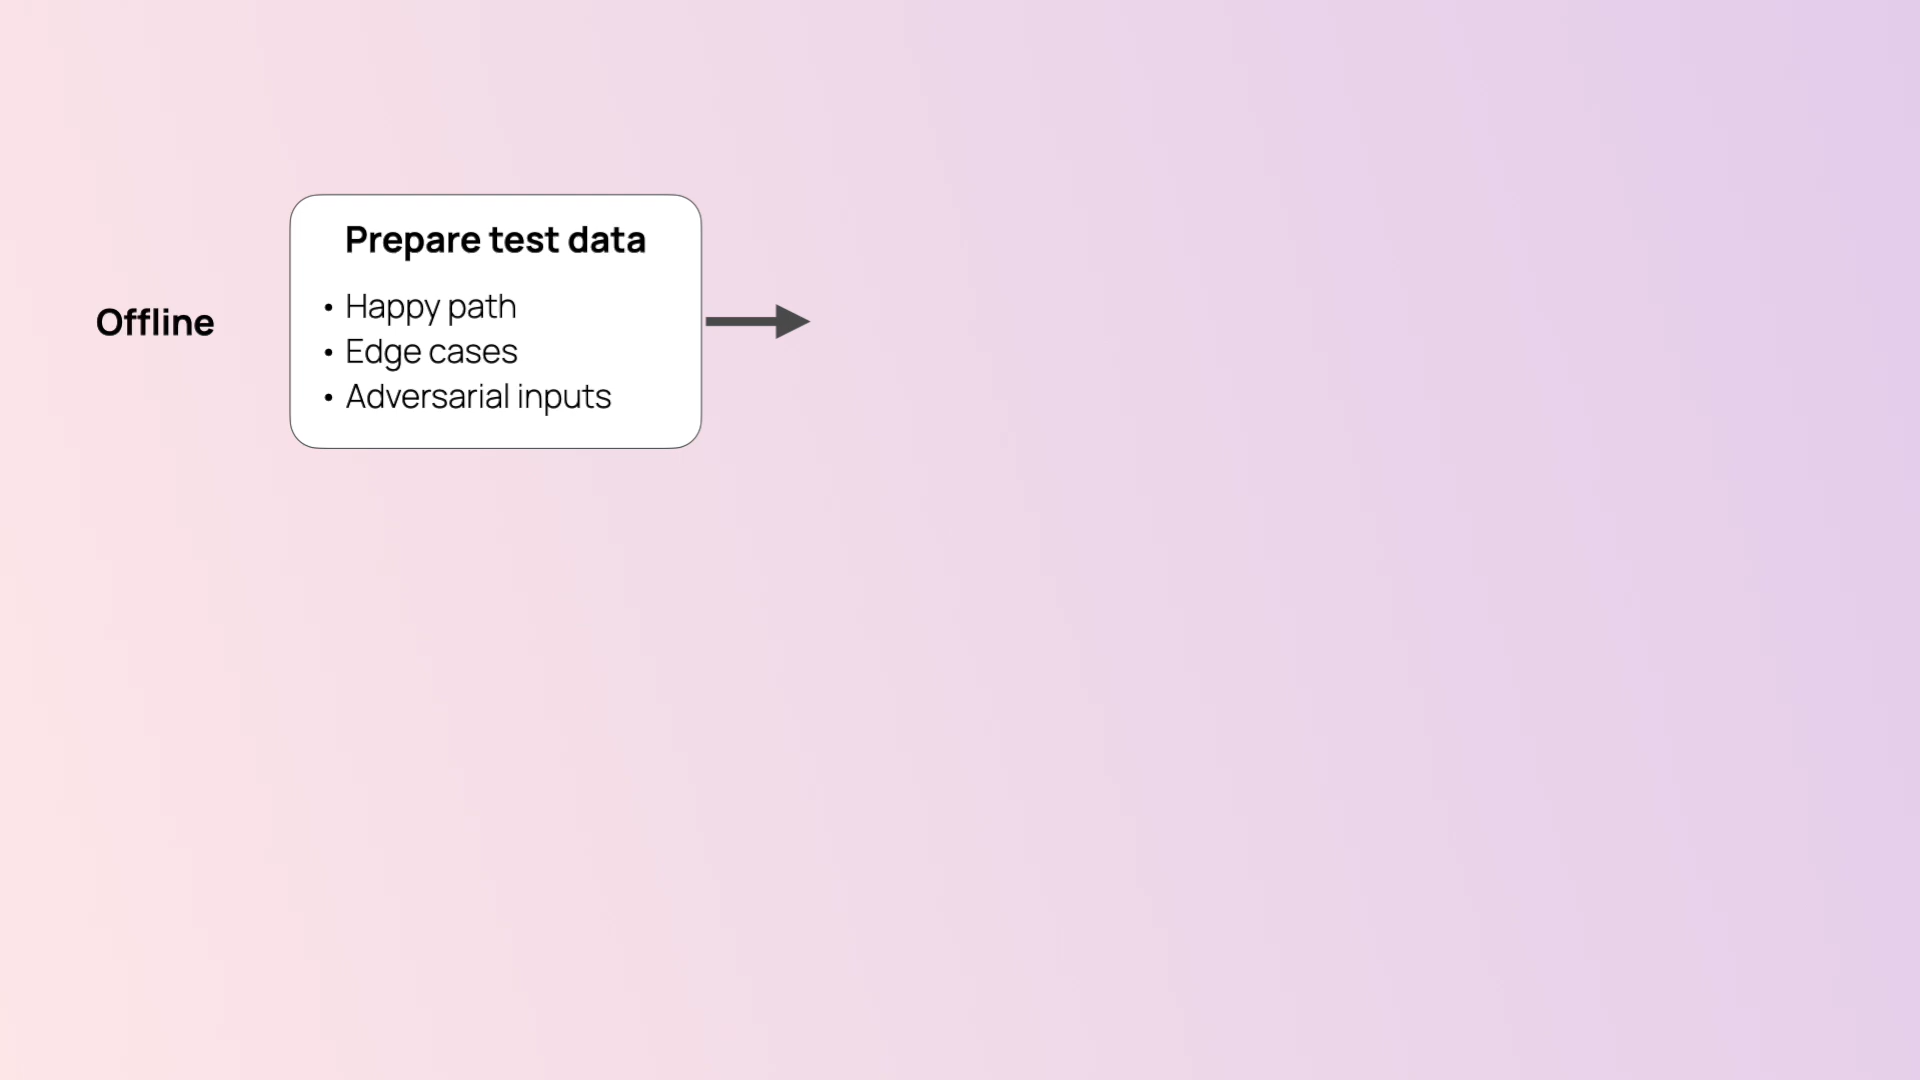 Offline
Prepare test data
• Happy path
• Edge cases
• Adversarial inputs